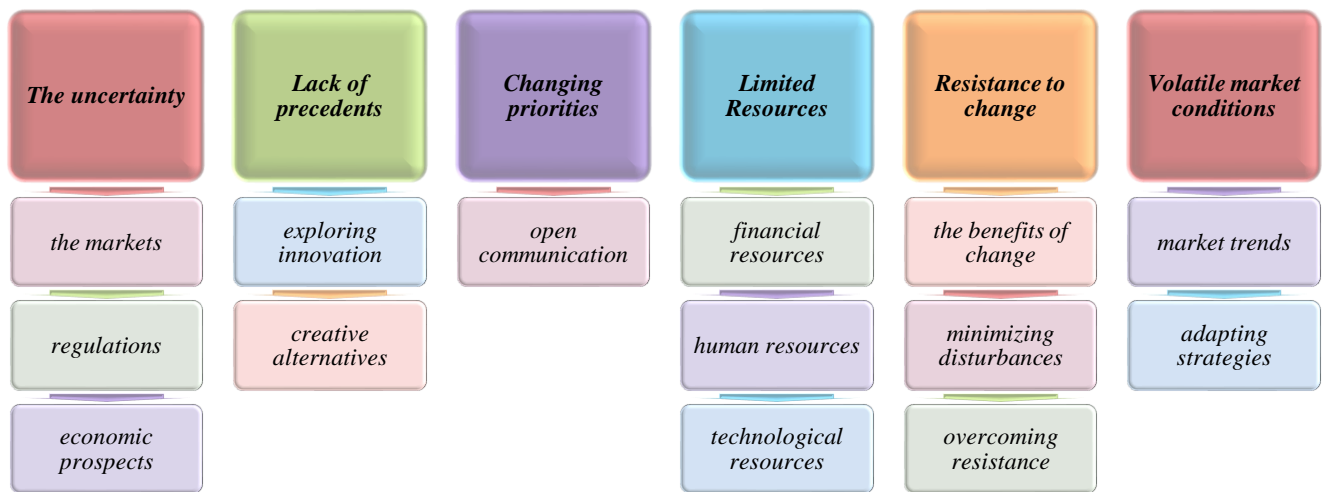 The uncertainty
the markets
regulations
economic
prospects
Lack of
precedents
exploring
innovation
creative
alternatives
Changing
priorities
open
communication
Limited
Resources
financial
resources
human resources
technological
resources
Resistance to
change
the benefits of
change
minimizing
disturbances
overcoming
resistance
Volatile market
conditions
market trends
adapting
strategies